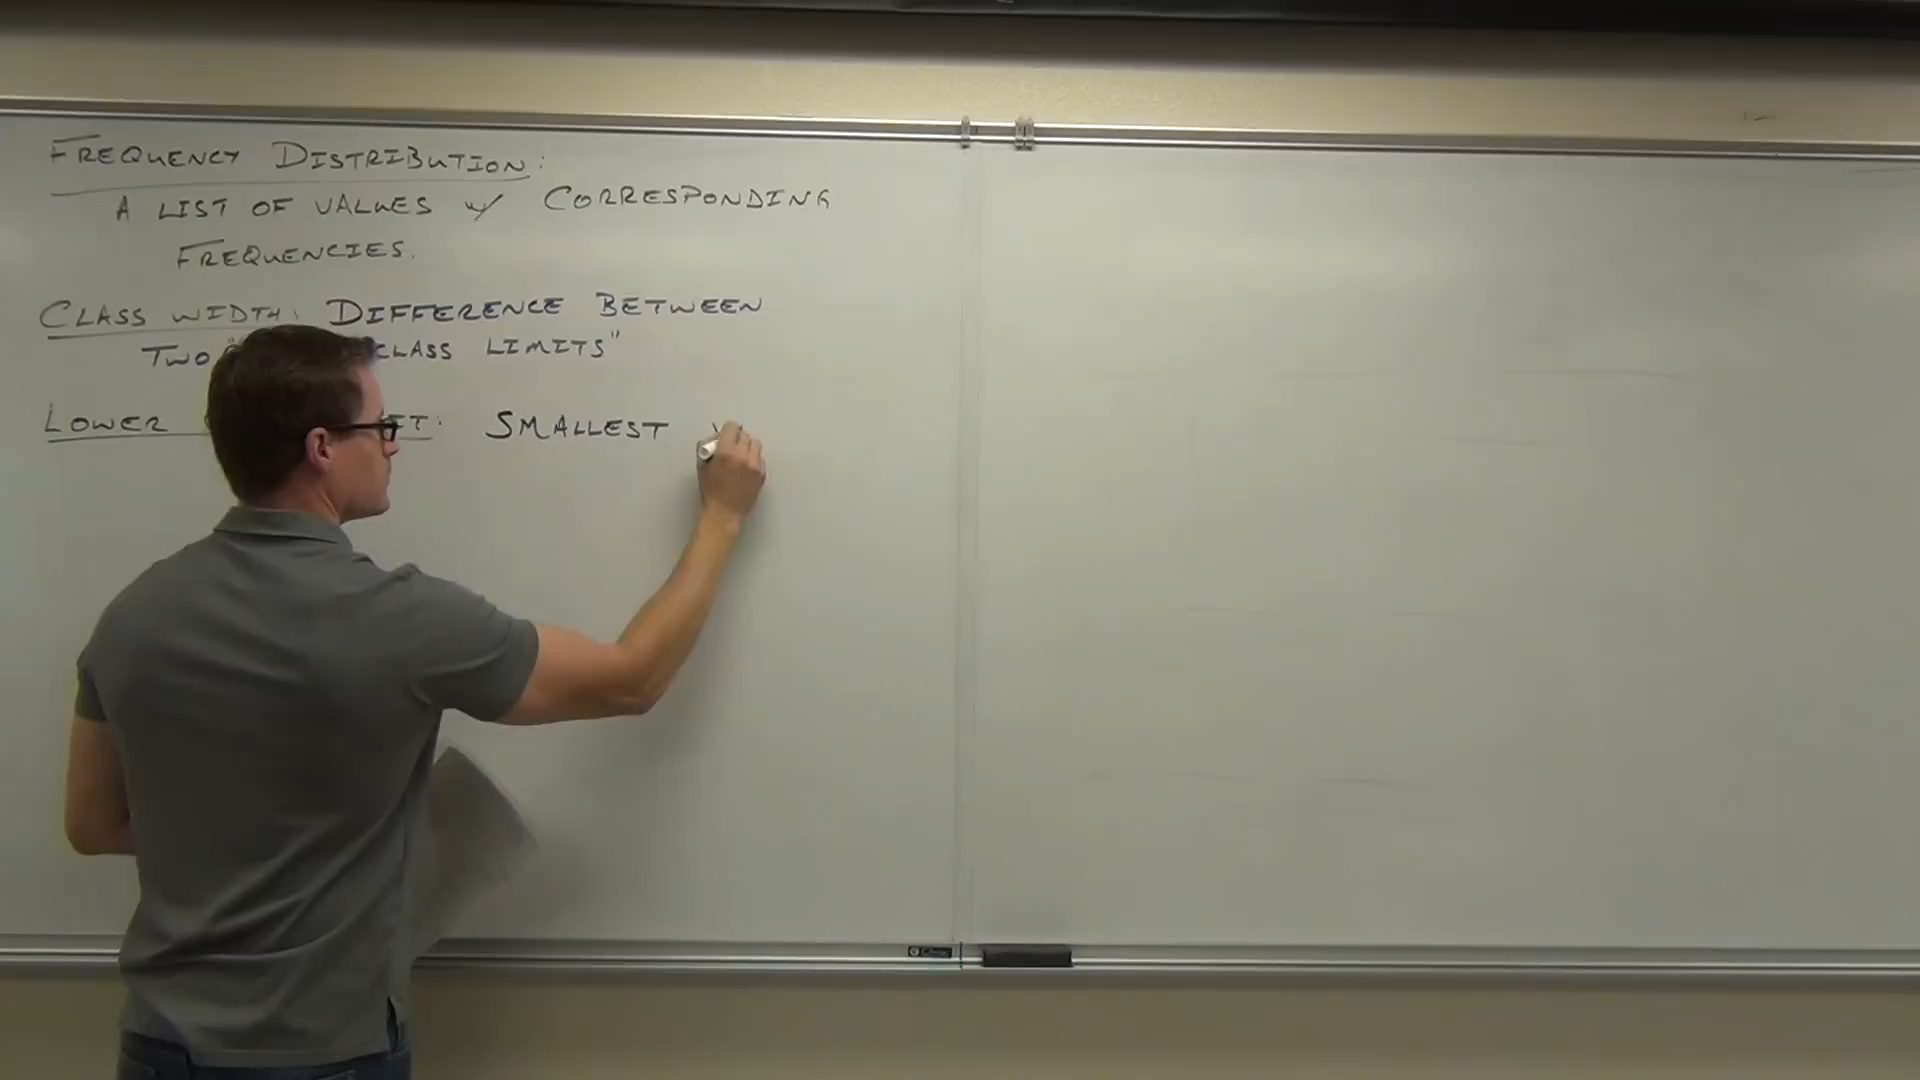 FREQUENCY DISTRIBUTION:
A LIST OF VALUES w/ CORRESPONDING
FREQUENCIES.
CLASS WIDTH: DIFFERENCE BETWEEN
TWO " CLASS LIMITS"
LOWER : SMALLEST